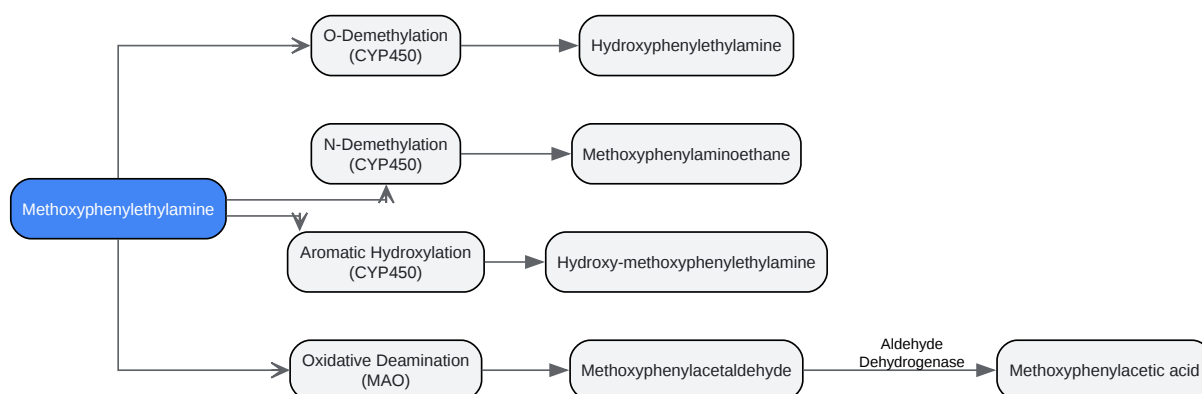 O-Demethylation
(CYP450)
Hydroxyphenylethylamine
N-Demethylation
(CYP450)
Methoxyphenylaminoethane
Methoxyphenylethylamine
Aromatic Hydroxylation
(CYP450)
Hydroxy-methoxyphenylethylamine
Oxidative Deamination
(MAO)
Methoxyphenylacetaldehyde
Aldehyde
Dehydrogenase
Methoxyphenylacetic acid